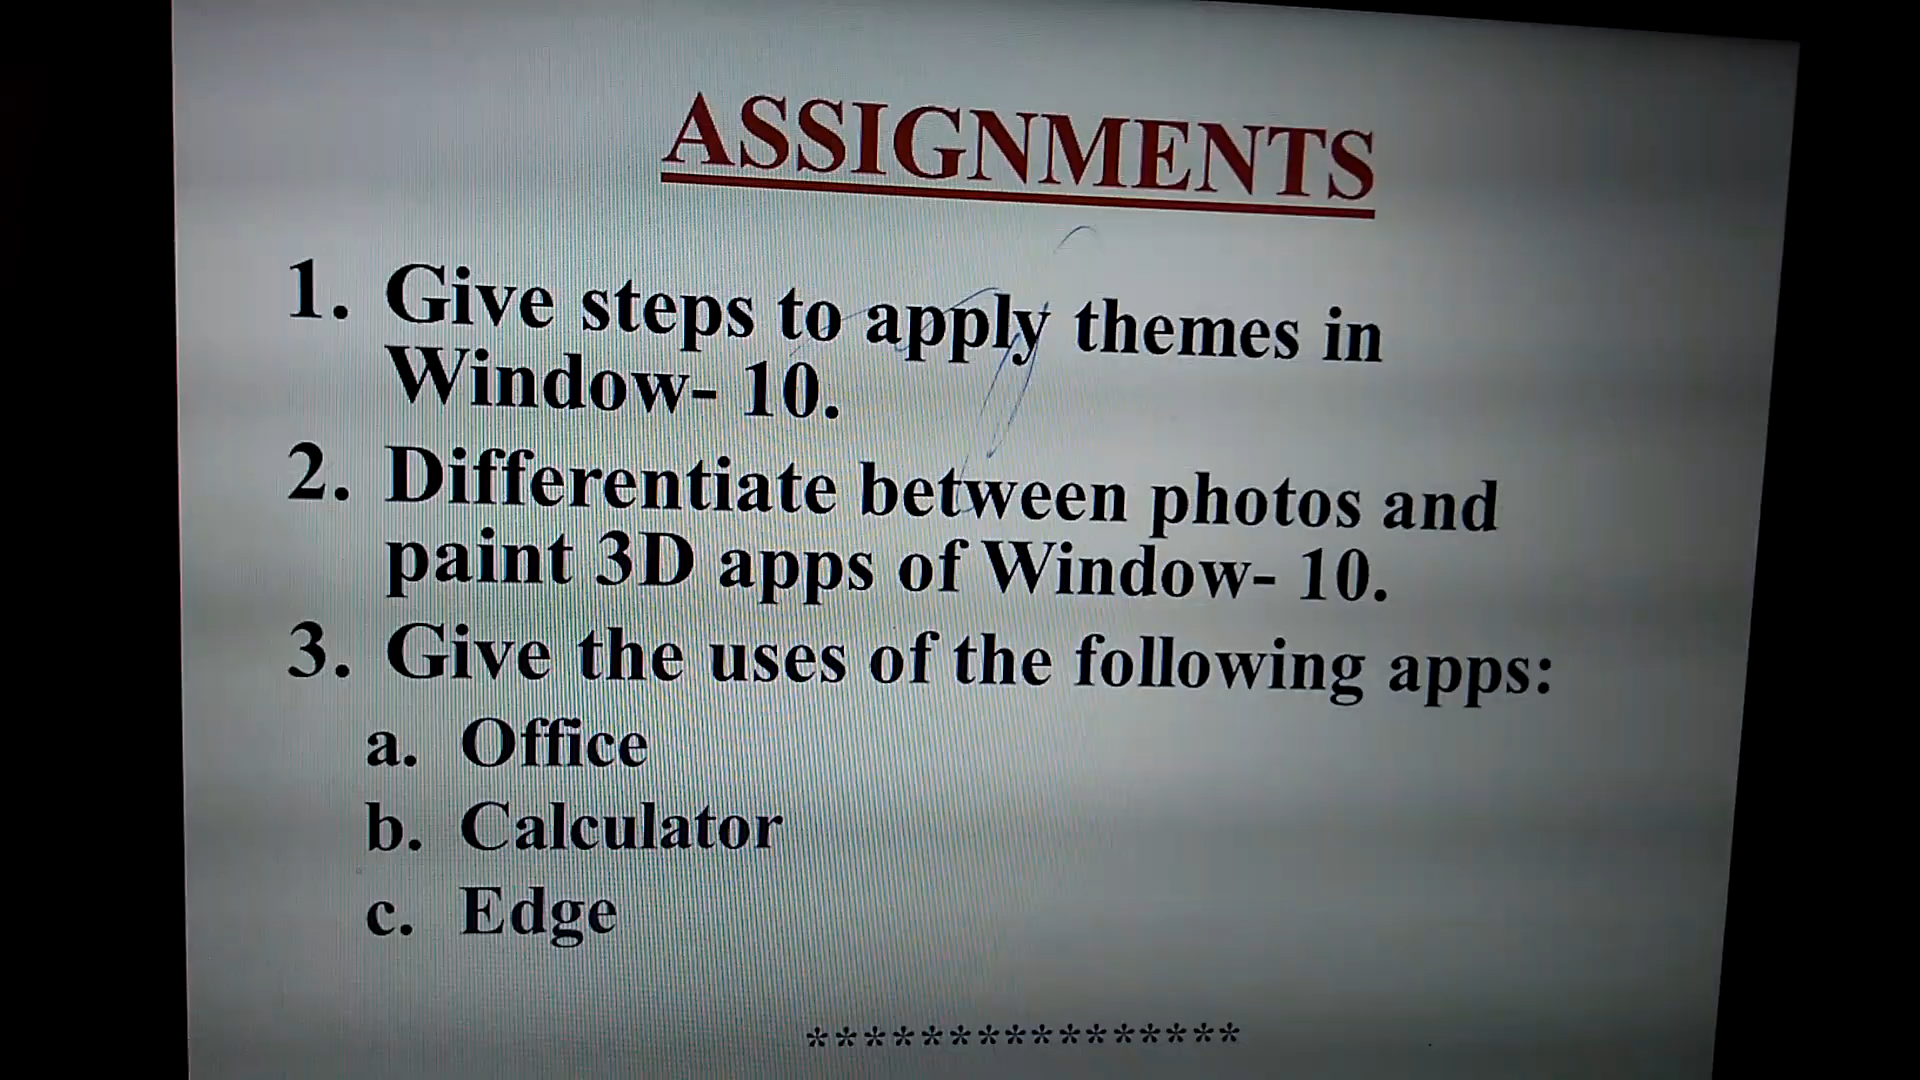 ASSIGNMENTS
1. Give steps to apply themes in
Window- 10.
2. Differentiate between photos and
paint 3D apps of Window- 10.
3. Give the uses of the following apps:
a. Office
b. Calculator
c. Edge
****************